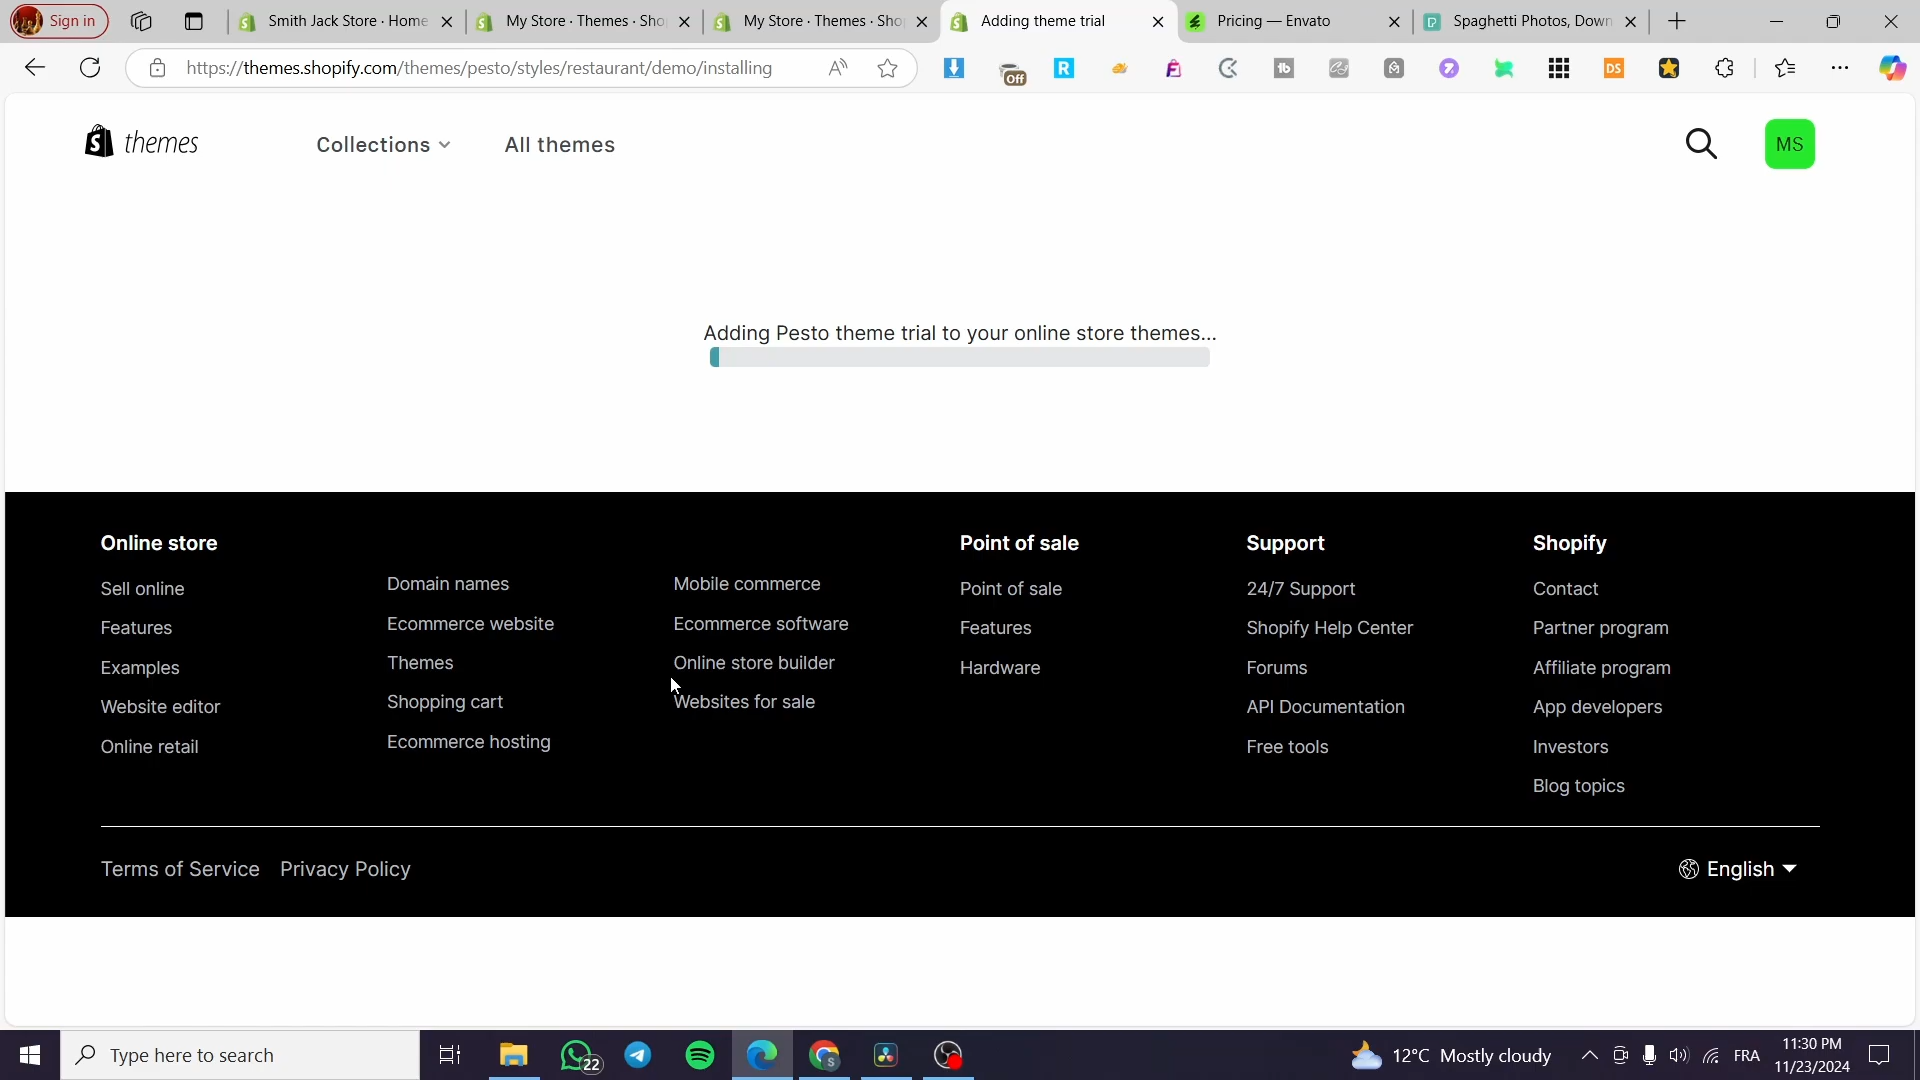 Sign in
Smith Jack Store · Home
My Store · Themes · Sho
My Store · Themes · Shop
Adding theme trial
Pricing — Envato
Spaghetti Photos, Down
https://themes.shopify.com/themes/pesto/styles/restaurant/demo/installing
Off
R
tb
DS
themes
Collections
All themes
MS
Adding Pesto theme trial to your online store themes...
Online store
Sell online
Features
Examples
Website editor
Online retail
Domain names
Ecommerce website
Themes
Shopping cart
Ecommerce hosting
Mobile commerce
Ecommerce software
Online store builder
Websites for sale
Point of sale
Point of sale
Features
Hardware
Support
24/7 Support
Shopify Help Center
Forums
API Documentation
Free tools
Shopify
Contact
Partner program
Affiliate program
App developers
Investors
Blog topics
Terms of Service
Privacy Policy
English
Type here to search
22
12°C Mostly cloudy
FRA
11:30 PM
11/23/2024